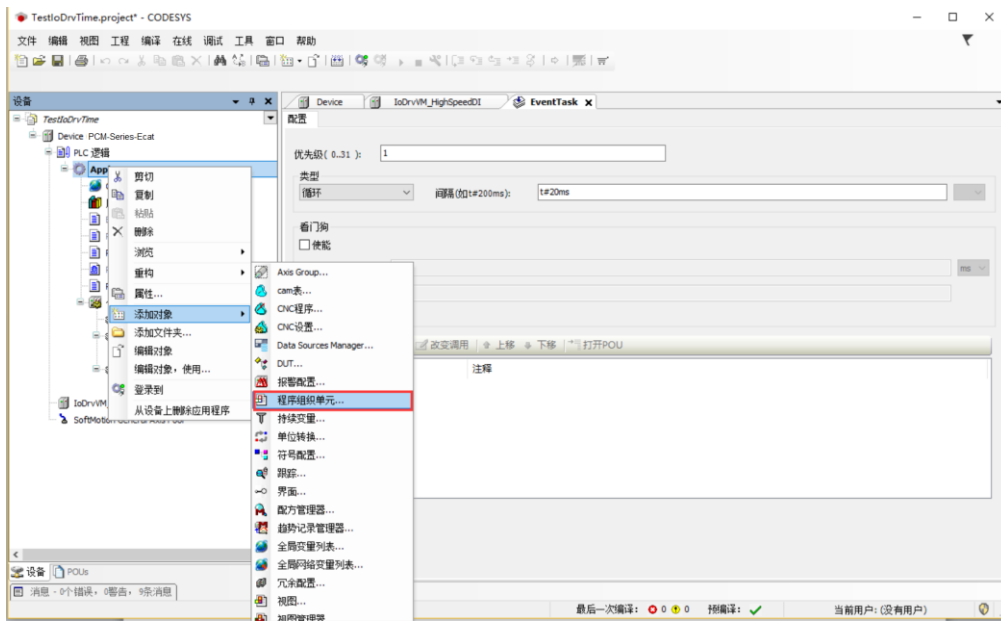 TestIoDrvTime.project* - CODESYS
文件 编辑 视图 工程 编译 在线 调试 工具 窗口 帮助
设备
Device
IoDrvVM_HighSpeedDI
EventTask
TestIoDrvTime
配置
Device PCM-Series-Ecat
PLC 逻辑
优先级( 0..31 ): 1
App
类型
循环 间隔(如t#200ms): t#20ms
看门狗
使能
ms
剪切
复制
粘贴
删除
浏览
重构
属性...
添加对象
添加文件夹...
编辑对象
编辑对象，使用...
登录到
从设备上删除应用程序
IoDrvVM_
SoftMotion General Axis Pool
Axis Group...
cam表...
CNC程序...
CNC设置...
Data Sources Manager...
DUT...
报警配置...
程序组织单元...
持续变量...
单位转换...
符号配置...
跟踪...
界面...
配方管理器...
趋势记录管理器...
全局变量列表...
全局网络变量列表...
冗余配置...
视图...
视图管理器
改变调用 上移 下移 打开POU
注释
设备 POUs
消息 - 0个错误，0警告，9条消息
最后一次编译： 0 0 预编译：
当前用户：(没有用户)